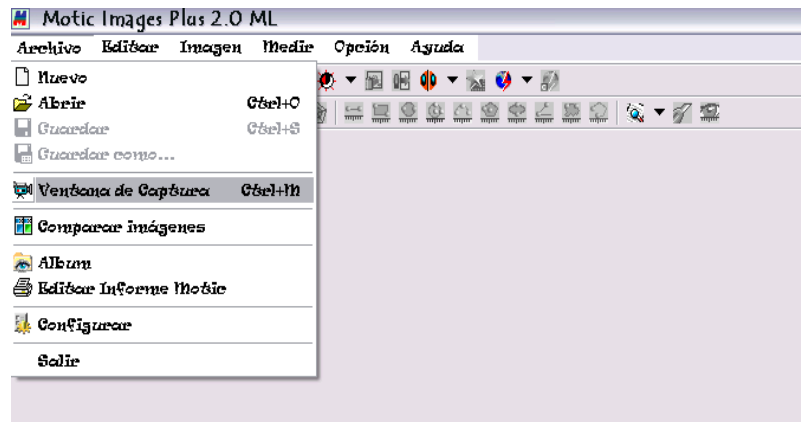 Motic Images Plus 2.0 ML
Archivo Editar Imagen Medir Opción Ayuda
Nuevo
Abrir Ctrl+O
Guardar Ctrl+S
Guardar como...
Ventana de Captura Ctrl+M
Comparar imágenes
Album
Editar Informe Motic
Configurar
Salir